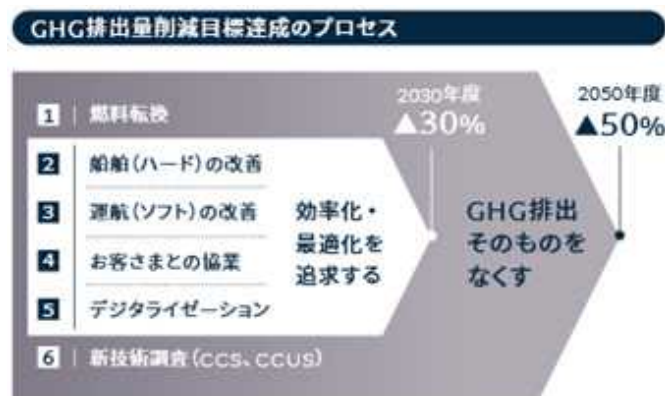 GHG排出量削減目標達成のプロセス
2030年度
▲30%
2050年度
▲50%
1 燃料転換
2 船舶(ハード)の改善
3 運航(ソフト)の改善
4 お客さまとの協業
5 デジタライゼーション
6 新技術調査(CCS、CCUS)
効率化・
最適化を
追求する
GHG排出
そのものを
なくす